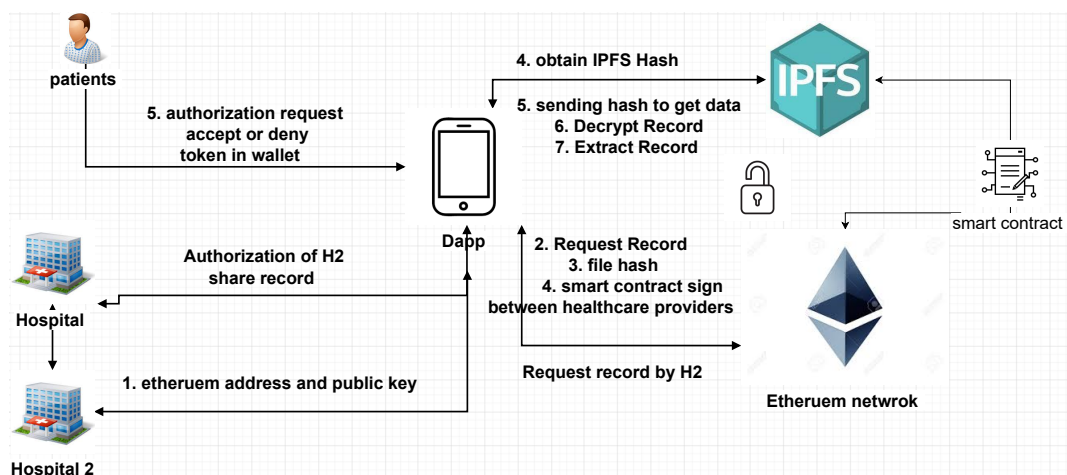 patients
5. authorization request
accept or deny
token in wallet
4. obtain IPFS Hash
5. sending hash to get data
6. Decrypt Record
7. Extract Record
IPFS
smart contract
Dapp
Hospital
Authorization of H2
share record
2. Request Record
3. file hash
4. smart contract sign
between healthcare providers
Request record by H2
1. etheruem address and public key
Hospital 2
Etheruem netwrok